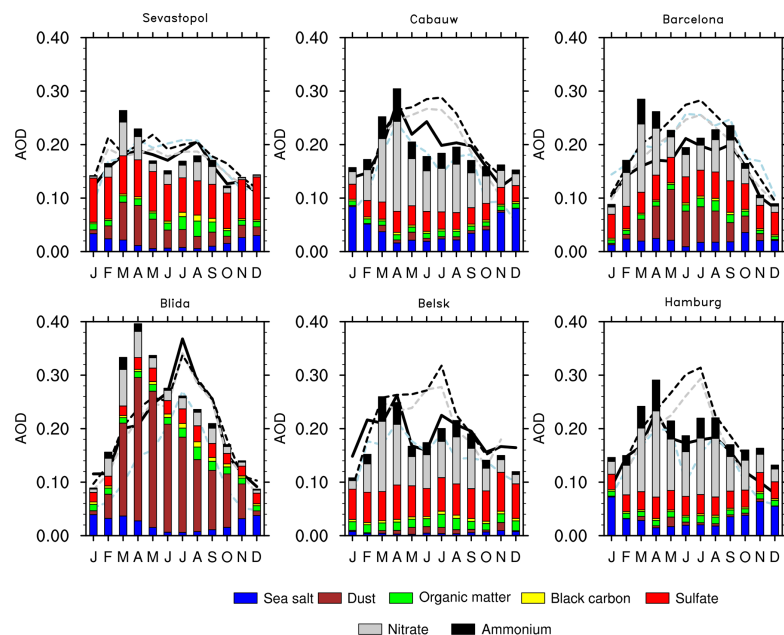 Sevastopol Cabauw Barcelona
0.40 0.40 0.40
0.30 0.30 0.30
0.20 0.20 0.20
0.10 0.10 0.10
0.00 0.00 0.00
AOD AOD AOD
J F M A M J J A S O N D J F M A M J J A S O N D J F M A M J J A S O N D
Blida Belsk Hamburg
0.40 0.40 0.40
0.30 0.30 0.30
0.20 0.20 0.20
0.10 0.10 0.10
0.00 0.00 0.00
AOD AOD AOD
J F M A M J J A S O N D J F M A M J J A S O N D J F M A M J J A S O N D
Sea salt Dust Organic matter Black carbon Sulfate
Nitrate Ammonium